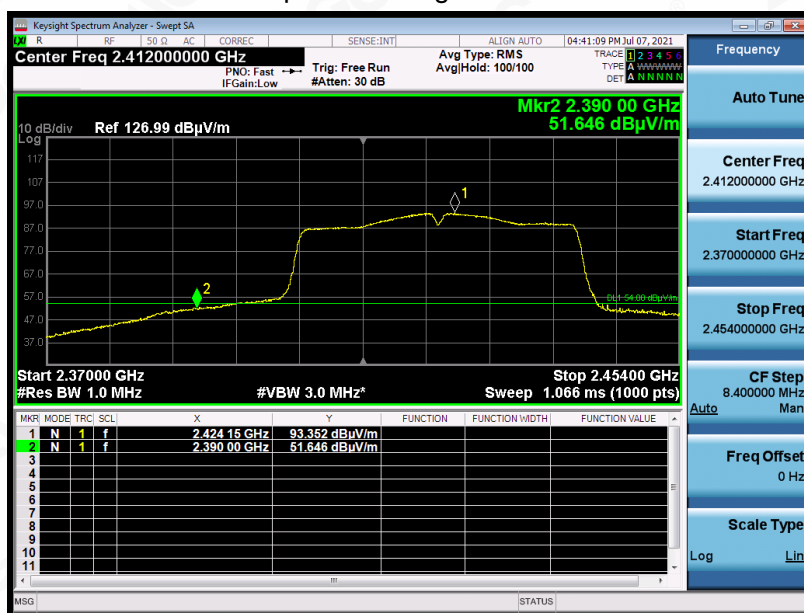 Keysight Spectrum Analyzer - Swept SA
LXI R RF 50 Ω AC CORREC SENSE:INT ALIGN AUTO 04:41:09 PM Jul 07, 2021
Center Freq 2.412000000 GHz
PNO: Fast
IFGain:Low
Trig: Free Run
#Atten: 30 dB
Avg Type: RMS
Avg|Hold: 100/100
TRACE 1 2 3 4 5 6
TYPE A WWWWW
DET A N N N N N
Mkr2 2.390 00 GHz
51.646 dBµV/m
10 dB/div Ref 126.99 dBµV/m
Log
117
107
97.0
87.0
77.0
67.0
57.0
47.0
37.0
1
2
DL1 54.00 dBµV/m
Start 2.37000 GHz Stop 2.45400 GHz
#Res BW 1.0 MHz #VBW 3.0 MHz* Sweep 1.066 ms (1000 pts)
MKR MODE TRC SCL X Y FUNCTION FUNCTION WIDTH FUNCTION VALUE
1 N 1 f 2.424 15 GHz 93.352 dBµV/m
2 N 1 f 2.390 00 GHz 51.646 dBµV/m
3
4
5
6
7
8
9
10
11
MSG STATUS
Frequency
Auto Tune
Center Freq
2.412000000 GHz
Start Freq
2.370000000 GHz
Stop Freq
2.454000000 GHz
CF Step
8.400000 MHz
Auto Man
Freq Offset
0 Hz
Scale Type
Log Lin